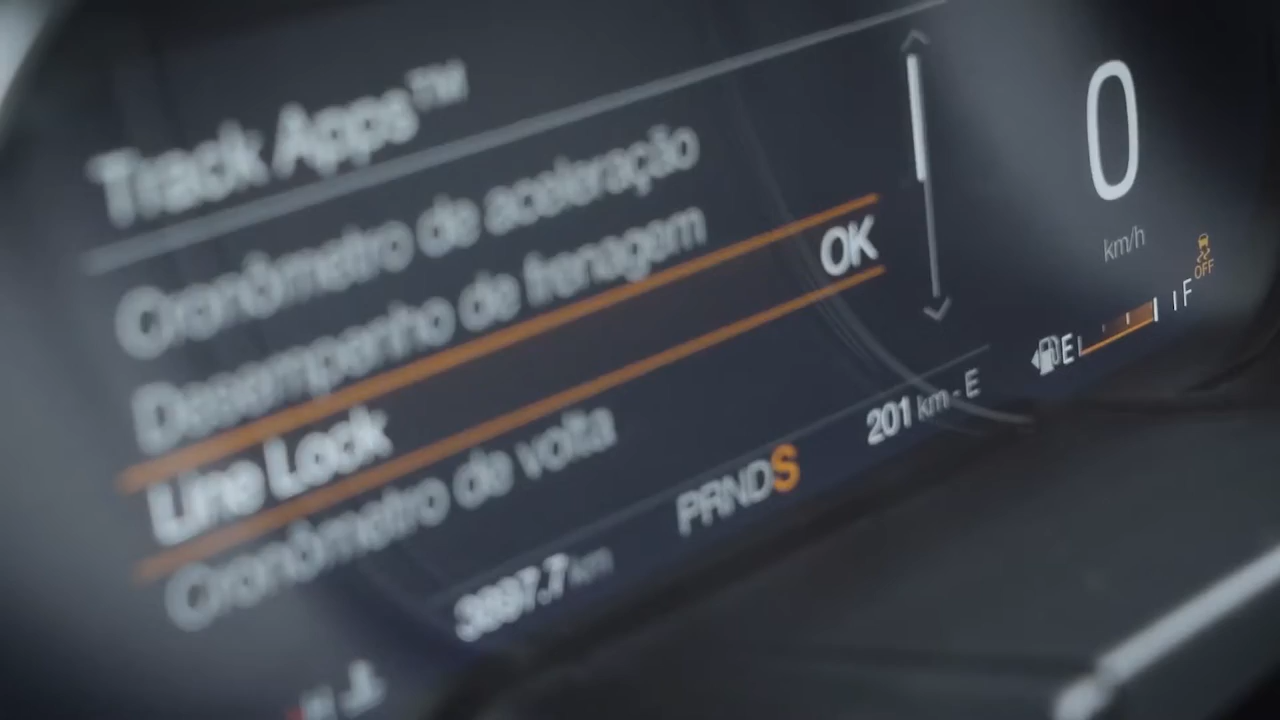 Track Apps™
Cronômetro de aceleração
Desempenho de frenagem
Line Lock OK
Cronômetro de volta
PRNDS
201 km - E
0
km/h
OFF
E F
km